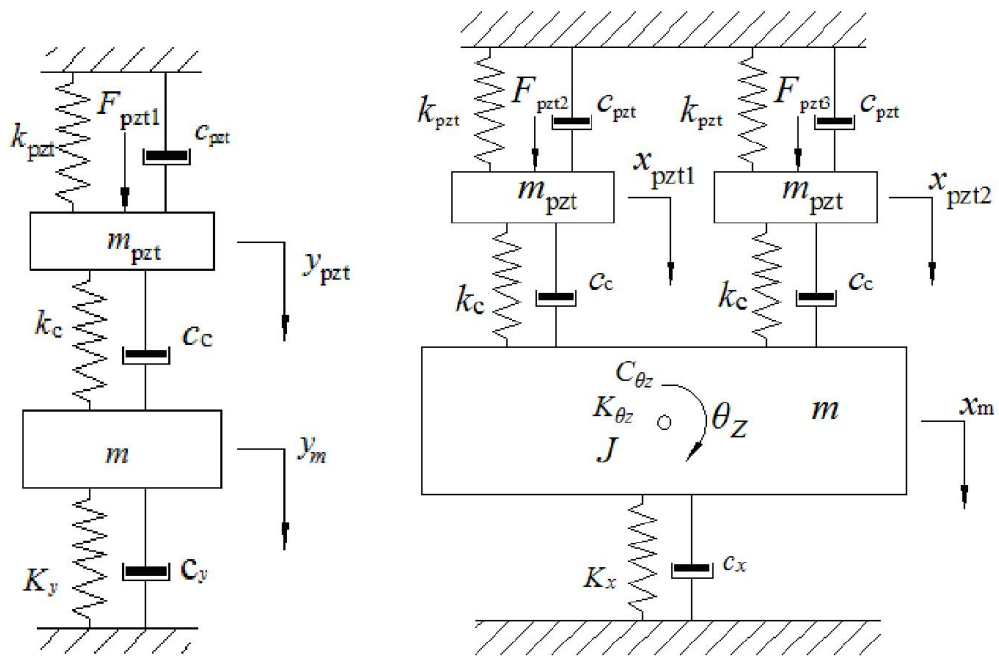 F_pzt1
k_pzt
c_pzt
m_pzt
y_pzt
k_c
c_c
m
y_m
K_y
c_y
k_pzt
F_pzt2
c_pzt
k_pzt
F_pzt3
c_pzt
m_pzt
x_pzt1
m_pzt
x_pzt2
k_c
c_c
k_c
c_c
C_θz
K_θz
θ_Z
m
J
x_m
K_x
c_x